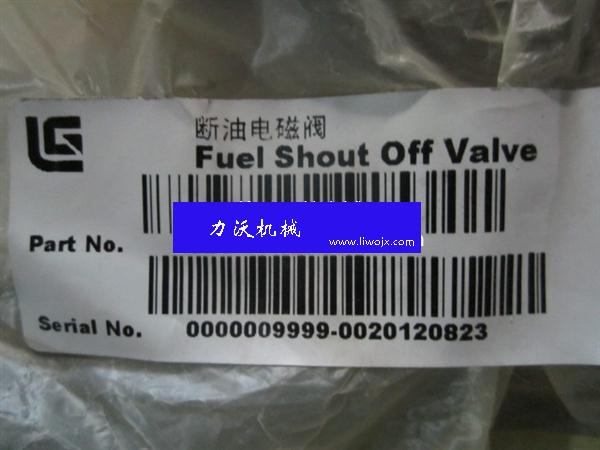 断油电磁阀
Fuel Shout Off Valve
力沃机械
www.liwojx.com
Part No.
Serial No. 0000009999-0020120823